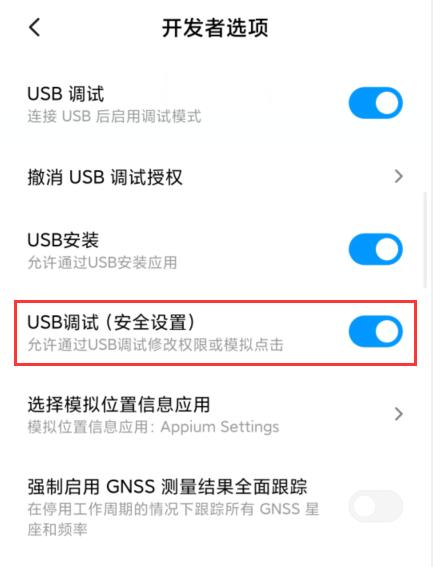 开发者选项
USB 调试
连接 USB 后启用调试模式
撤消 USB 调试授权
USB安装
允许通过USB安装应用
USB调试（安全设置）
允许通过USB调试修改权限或模拟点击
选择模拟位置信息应用
模拟位置信息应用：Appium Settings
强制启用 GNSS 测量结果全面跟踪
在停用工作周期的情况下跟踪所有 GNSS 星
座和频率